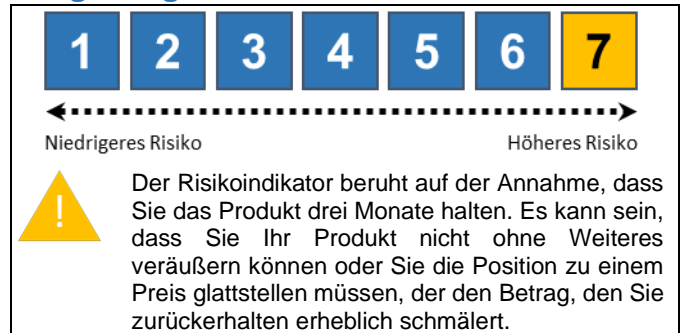 1 2 3 4 5 6 7
Niedrigeres Risiko Höheres Risiko
!
Der Risikoindikator beruht auf der Annahme, dass
Sie das Produkt drei Monate halten. Es kann sein,
dass Sie Ihr Produkt nicht ohne Weiteres
veräußern können oder Sie die Position zu einem
Preis glattstellen müssen, der den Betrag, den Sie
zurückerhalten erheblich schmälert.